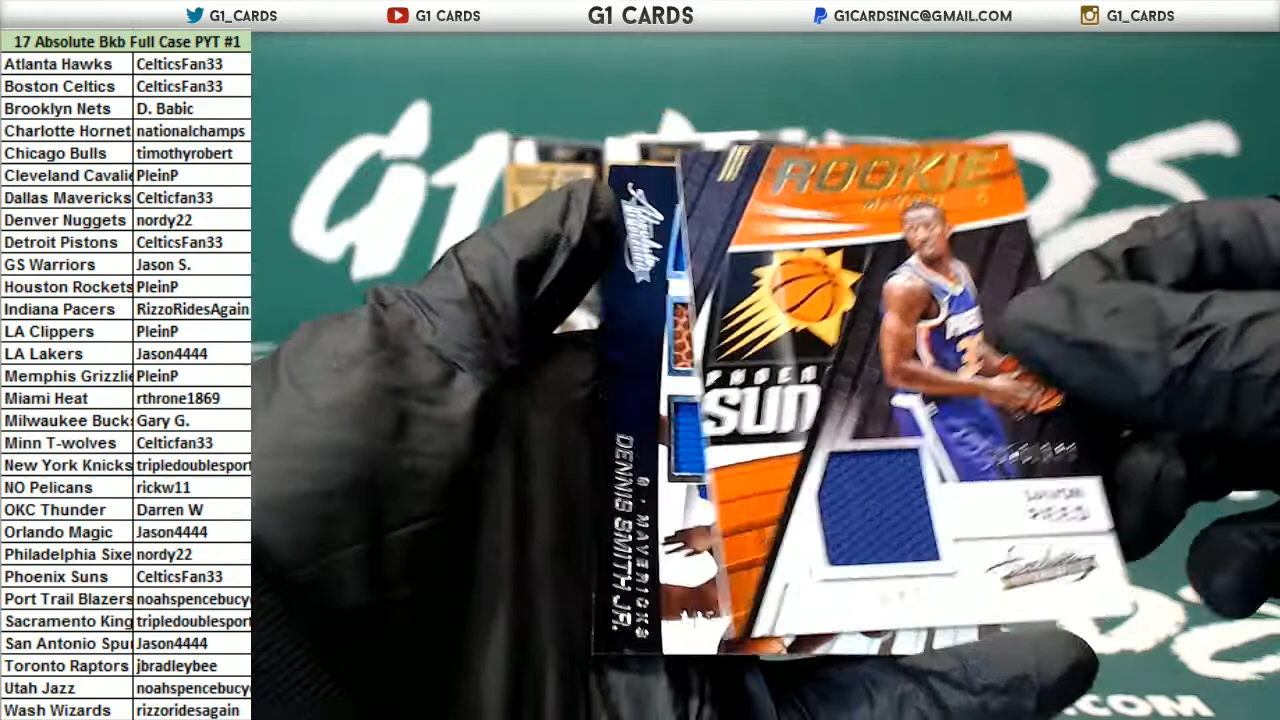 G1_CARDS
G1 CARDS
G1 CARDS
G1CARDSINC@GMAIL.COM
G1_CARDS
17 Absolute Bkb Full Case PYT #1
Atlanta Hawks CelticsFan33
Boston Celtics CelticsFan33
Brooklyn Nets D. Babic
Charlotte Hornet nationalchamps
Chicago Bulls timothyrobert
Cleveland Cavalie PleinP
Dallas Mavericks Celticfan33
Denver Nuggets nordy22
Detroit Pistons CelticsFan33
GS Warriors Jason S.
Houston Rockets PleinP
Indiana Pacers RizzoRidesAgain
LA Clippers PleinP
LA Lakers Jason4444
Memphis Grizzlie PleinP
Miami Heat rthrone1869
Milwaukee Bucks Gary G.
Minn T-wolves Celticfan33
New York Knicks tripledoublesport
NO Pelicans rickw11
OKC Thunder Darren W
Orlando Magic Jason4444
Philadelphia Sixe nordy22
Phoenix Suns CelticsFan33
Port Trail Blazers noahspencebucy
Sacramento King tripledoublesport
San Antonio Spu Jason4444
Toronto Raptors jbradleybee
Utah Jazz noahspencebucy
Wash Wizards rizzoridesagain
G1
ROOKIE
PHOEN
SUN
Absolute
DENNIS SMITH JR.
MAVERICKS
REED
.COM